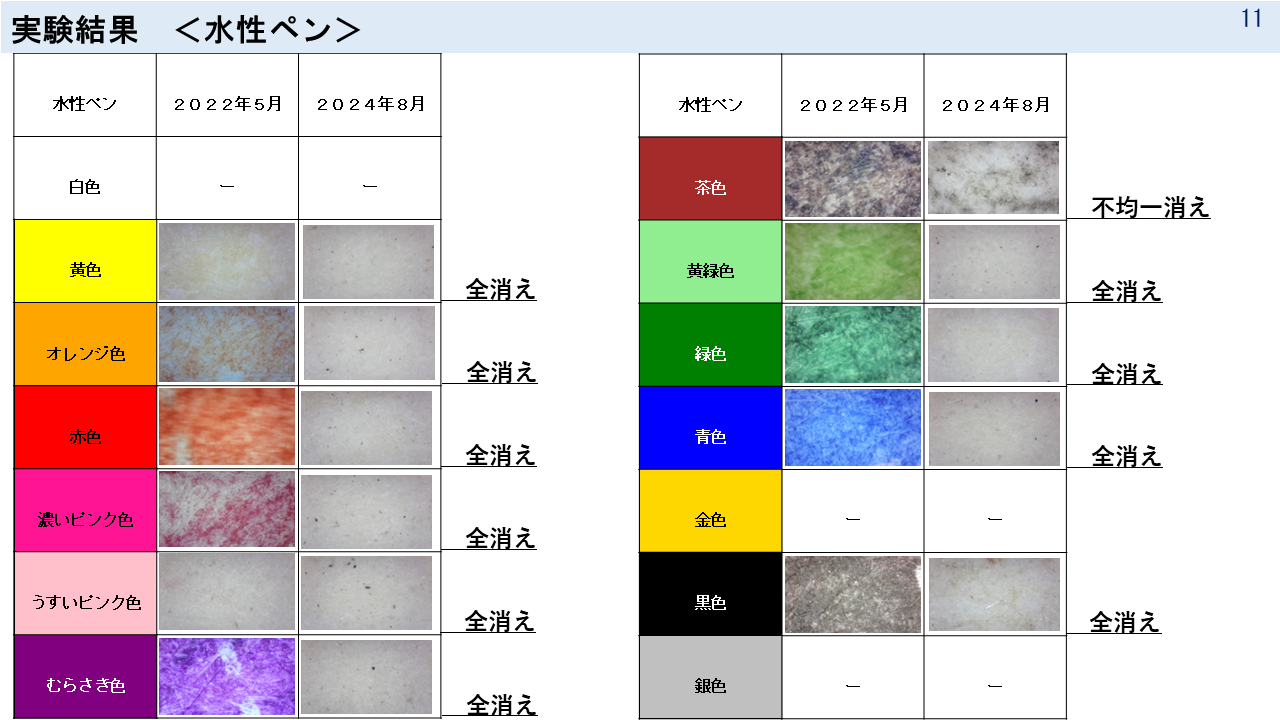 実験結果　＜水性ペン＞
11
水性ペン　２０２２年５月　２０２４年８月
白色　ー　ー
黄色　全消え
オレンジ色　全消え
赤色　全消え
濃いピンク色　全消え
うすいピンク色　全消え
むらさき色　全消え
水性ペン　２０２２年５月　２０２４年８月
茶色　不均一消え
黄緑色　全消え
緑色　全消え
青色　全消え
金色　ー　ー
黒色　全消え
銀色　ー　ー